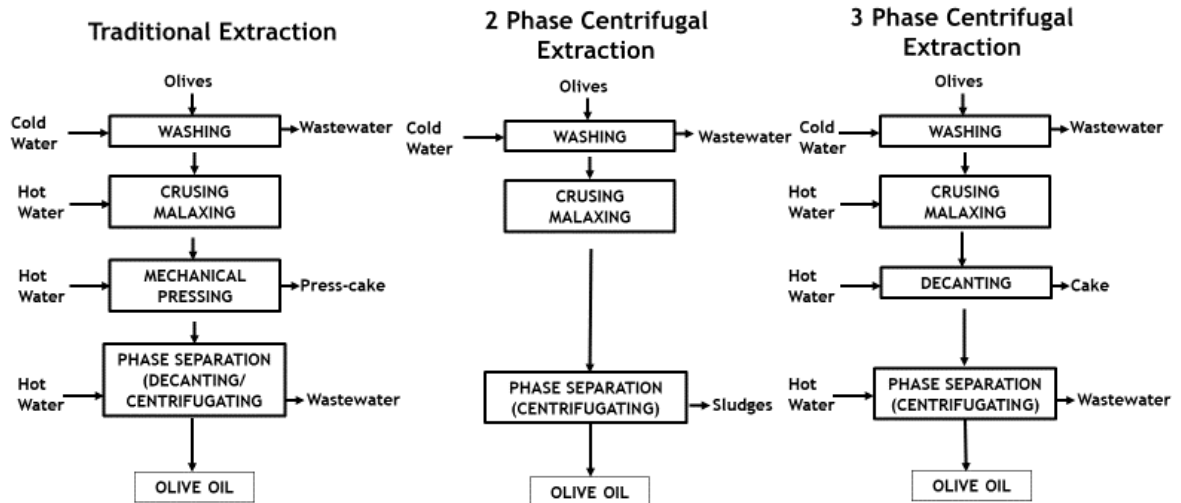 Traditional Extraction
Olives
Cold
Water
WASHING
Wastewater
Hot
Water
CRUSING
MALAXING
Hot
Water
MECHANICAL
PRESSING
Press-cake
Hot
Water
PHASE SEPARATION
(DECANTING/
CENTRIFUGATING
Wastewater
OLIVE OIL
2 Phase Centrifugal
Extraction
Olives
Cold
Water
WASHING
Wastewater
CRUSING
MALAXING
PHASE SEPARATION
(CENTRIFUGATING)
Sludges
OLIVE OIL
3 Phase Centrifugal
Extraction
Olives
Cold
Water
WASHING
Wastewater
Hot
Water
CRUSING
MALAXING
Hot
Water
DECANTING
Cake
Hot
Water
PHASE SEPARATION
(CENTRIFUGATING)
Wastewater
OLIVE OIL